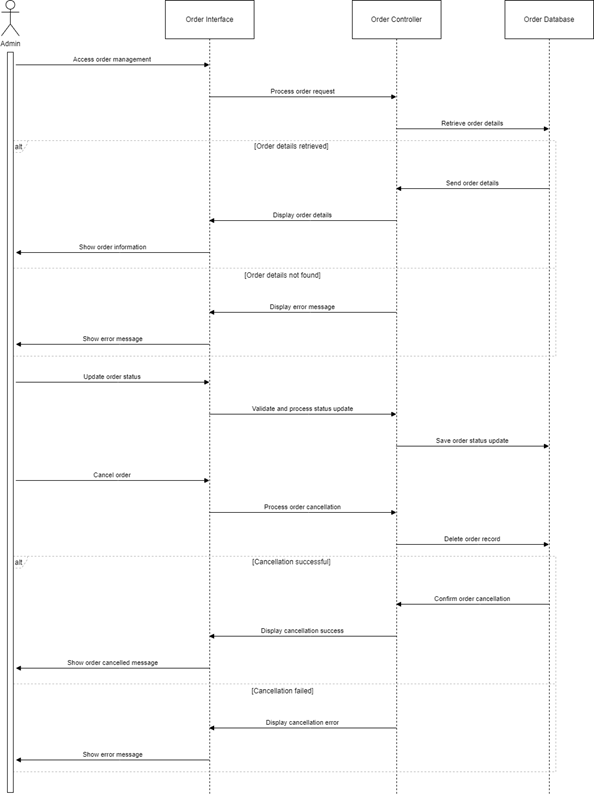 Order Interface
Order Controller
Order Database
Admin
Access order management
Process order request
Retrieve order details
alt
[Order details retrieved]
Send order details
Display order details
Show order information
[Order details not found]
Display error message
Show error message
Update order status
Validate and process status update
Save order status update
Cancel order
Process order cancellation
Delete order record
alt
[Cancellation successful]
Confirm order cancellation
Display cancellation success
Show order cancelled message
[Cancellation failed]
Display cancellation error
Show error message